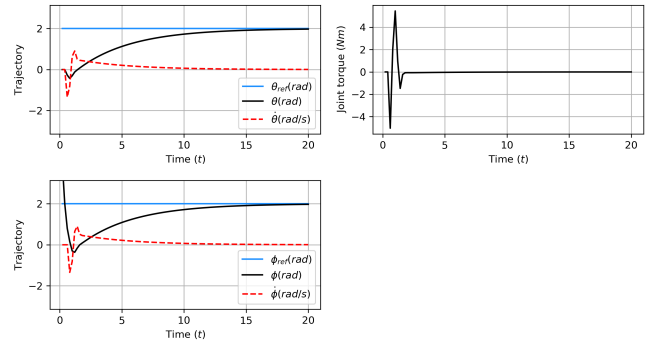 Trajectory
2
0
−2
θref(rad)
θ(rad)
θ̇(rad/s)
0
5
10
15
20
Time (t)
Joint torque (Nm)
4
2
0
−2
−4
0
5
10
15
20
Time (t)
Trajectory
2
0
−2
ϕref(rad)
ϕ(rad)
ϕ̇(rad/s)
0
5
10
15
20
Time (t)